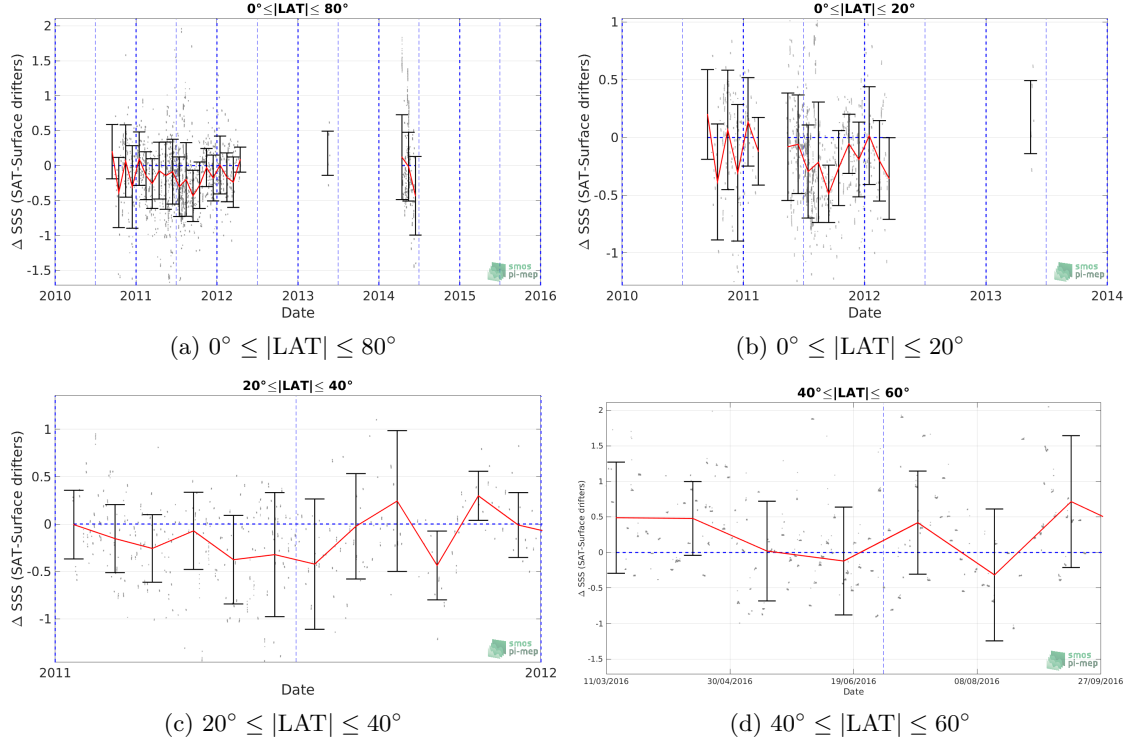 0°≤|LAT|≤ 80°
Δ SSS (SAT-Surface drifters)
2
1.5
1
0.5
0
-0.5
-1
-1.5
2010 2011 2012 2013 2014 2015 2016
Date
smos
pi-mep
(a) 0° ≤ |LAT| ≤ 80°
0°≤|LAT|≤ 20°
Δ SSS (SAT-Surface drifters)
1
0.5
0
-0.5
-1
2010 2011 2012 2013 2014
Date
smos
pi-mep
(b) 0° ≤ |LAT| ≤ 20°
20°≤|LAT|≤ 40°
Δ SSS (SAT-Surface drifters)
1
0.5
0
-0.5
-1
2011 2012
Date
smos
pi-mep
(c) 20° ≤ |LAT| ≤ 40°
40°≤|LAT|≤ 60°
Δ SSS (SAT-Surface drifters)
2
1.5
1
0.5
0
-0.5
-1
-1.5
11/03/2016 30/04/2016 19/06/2016 08/08/2016 27/09/2016
Date
smos
pi-mep
(d) 40° ≤ |LAT| ≤ 60°